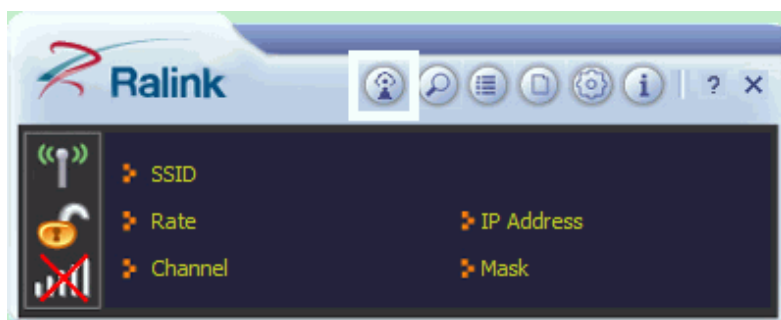 Ralink
i ? ×
SSID
Rate IP Address
Channel Mask